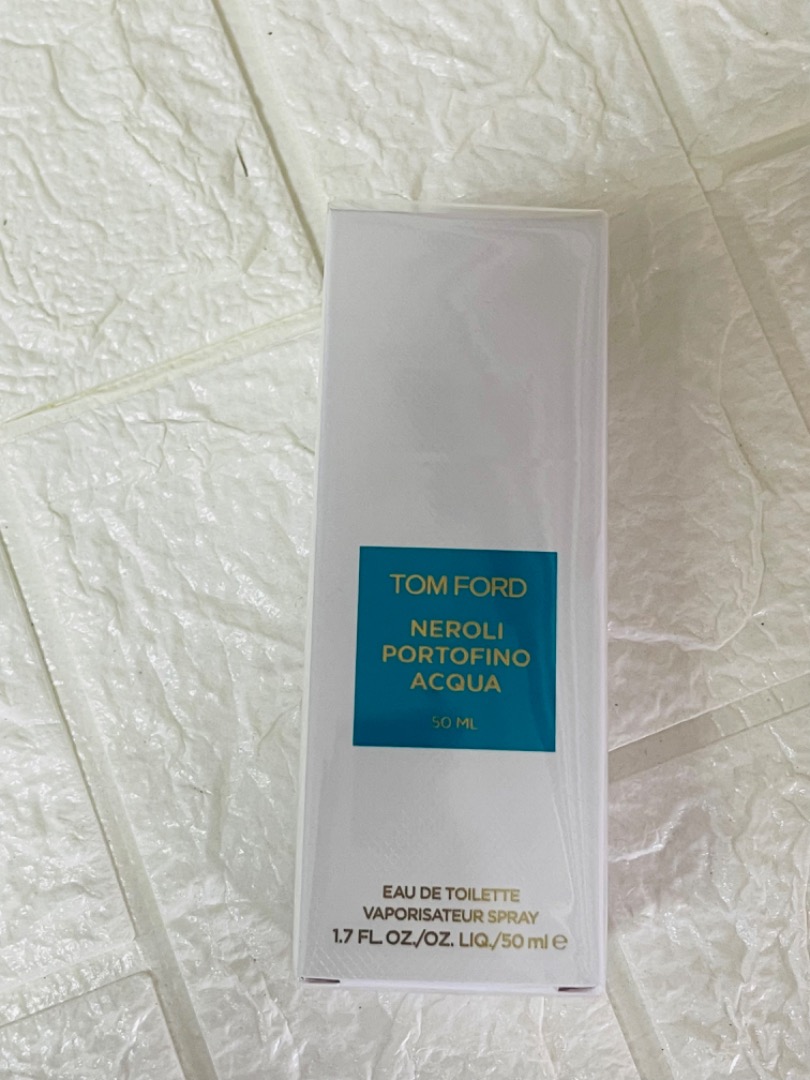 TOM FORD
NEROLI
PORTOFINO
ACQUA
50 ML
EAU DE TOILETTE
VAPORISATEUR SPRAY
1.7 FL. OZ./OZ. LIQ./50 ml e